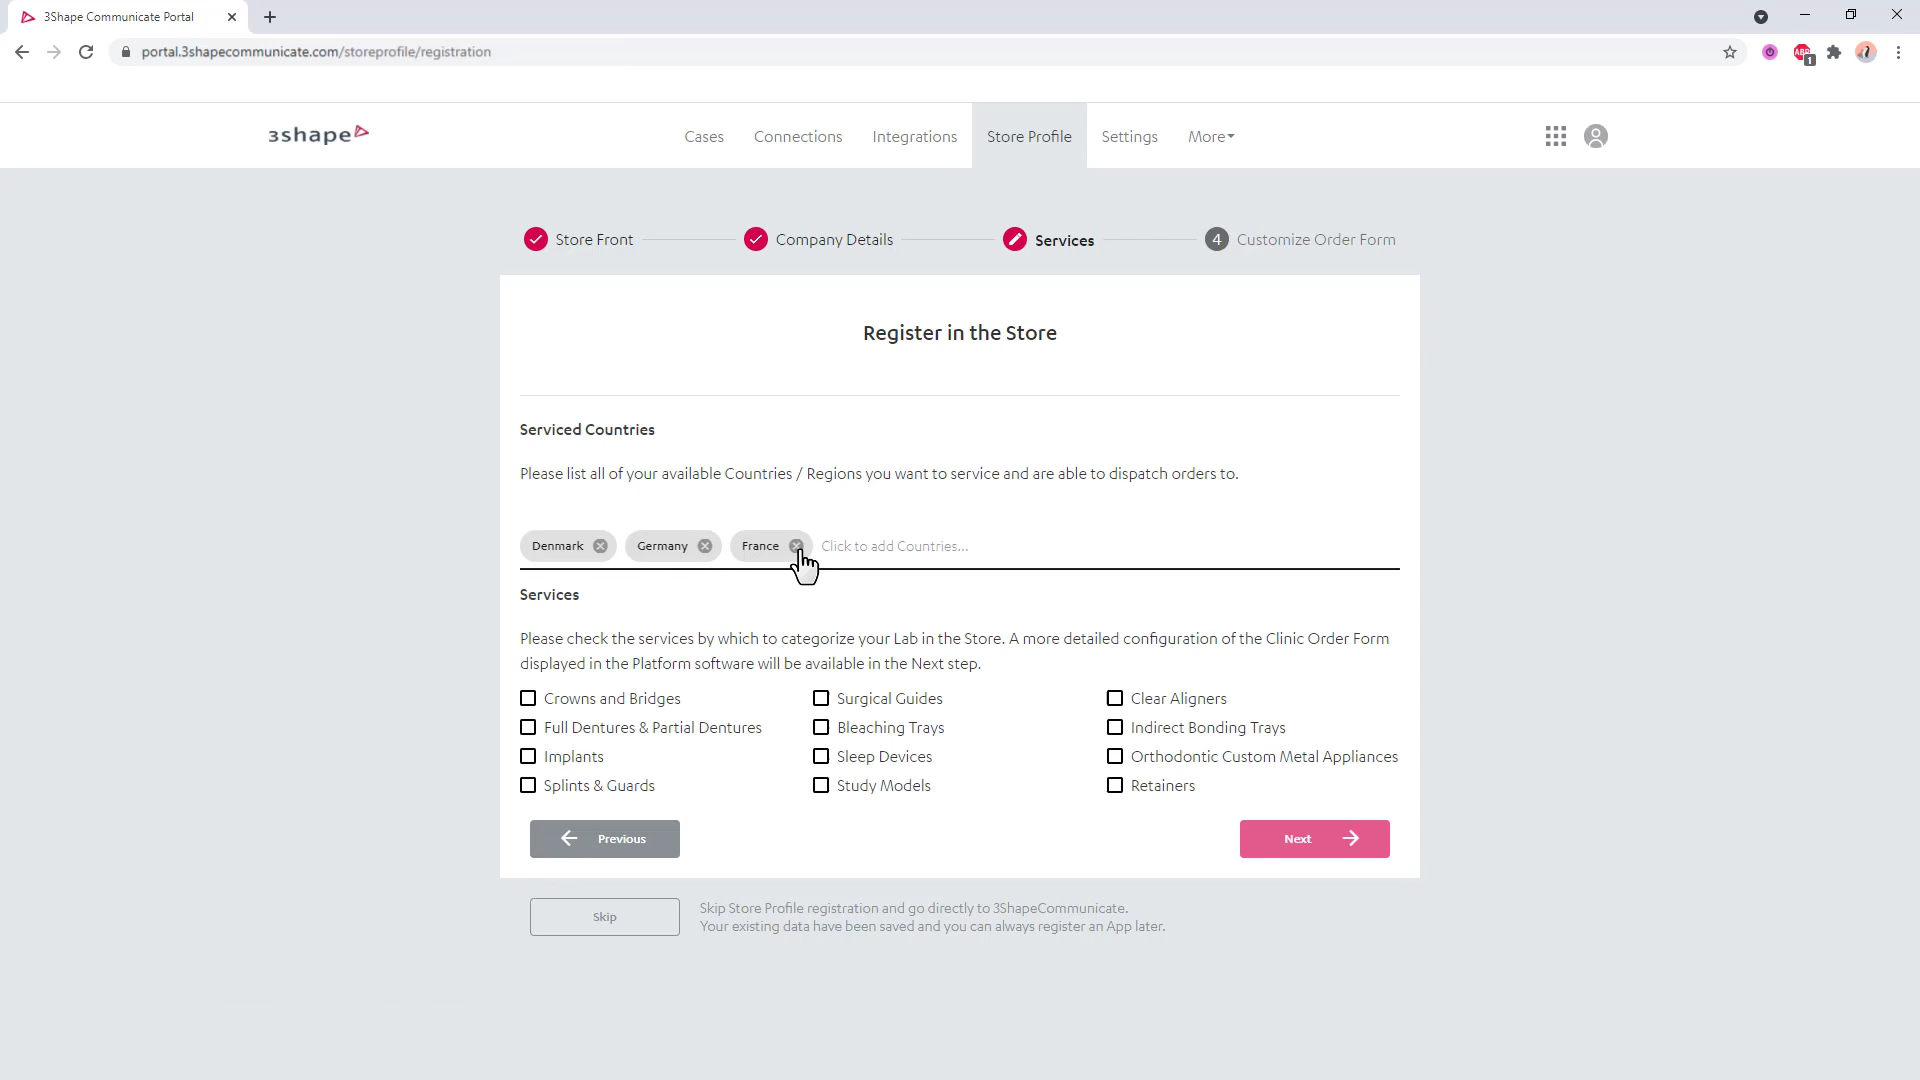 3Shape Communicate Portal
portal.3shapecommunicate.com/storeprofile/registration
ABP
1
3shape
Cases Connections Integrations Store Profile Settings More
Store Front Company Details Services 4 Customize Order Form
Register in the Store
Serviced Countries
Please list all of your available Countries / Regions you want to service and are able to dispatch orders to.
Denmark Germany France Click to add Countries...
Services
Please check the services by which to categorize your Lab in the Store. A more detailed configuration of the Clinic Order Form
displayed in the Platform software will be available in the Next step.
Crowns and Bridges Surgical Guides Clear Aligners
Full Dentures & Partial Dentures Bleaching Trays Indirect Bonding Trays
Implants Sleep Devices Orthodontic Custom Metal Appliances
Splints & Guards Study Models Retainers
Previous Next
Skip
Skip Store Profile registration and go directly to 3ShapeCommunicate.
Your existing data have been saved and you can always register an App later.